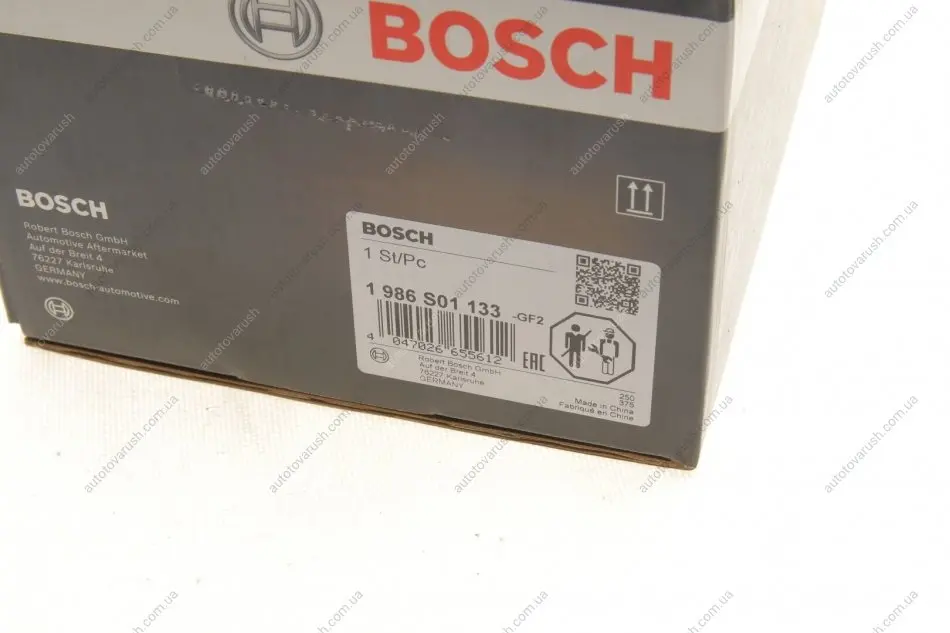 BOSCH
BOSCH
Robert Bosch GmbH
Automotive Aftermarket
Auf der Breit 4
76227 Karlsruhe
GERMANY
www.bosch-automotive.com
BOSCH
1 St/Pc
1 986 S01 133 -GF2
4 047026 655612
EAC
Robert Bosch GmbH
Auf der Breit 4
76227 Karlsruhe
GERMANY
250
375
Made in China
Fabriqué en Chine
autotovarush.com.ua